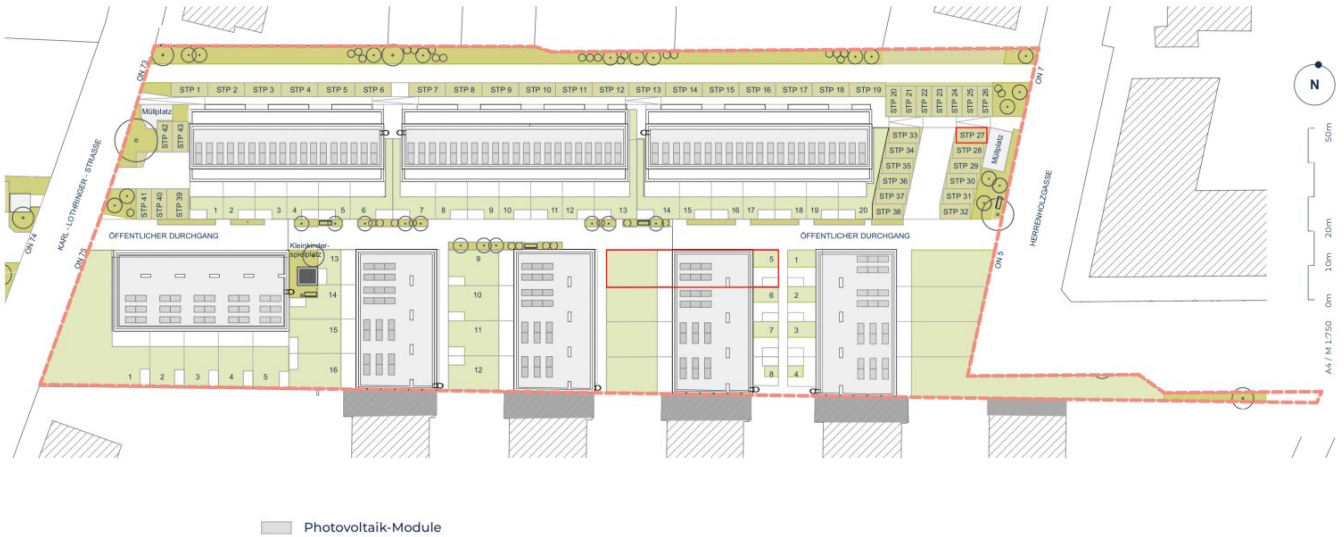 ON 73
ON 7
STP 1 STP 2 STP 3 STP 4 STP 5 STP 6 STP 7 STP 8 STP 9 STP 10 STP 11 STP 12 STP 13 STP 14 STP 15 STP 16 STP 17 STP 18 STP 19 STP 20 STP 21 STP 22 STP 23 STP 24 STP 25 STP 26
N
Müllplatz
STP 42 STP 43
STP 33 STP 27
STP 34 STP 28
STP 35 STP 29
STP 36 STP 30
STP 37 STP 31
STP 38 STP 32
Müllplatz
KARL - LOTHRINGER - STRASSE
HERRENHOLZGASSE
STP 41 STP 40 STP 39
1 2 3 4 5 6 7 8 9 10 11 12 13 14 15 16 17 18 19 20
ÖFFENTLICHER DURCHGANG
ÖFFENTLICHER DURCHGANG
ON 74
ON 75
ON 5
Kleinkinder-
spielplatz
13 9 5 1
14 10 6 2
15 11 7 3
16 12 8 4
1 2 3 4 5
50m
20m
10m
0m
A4 / M 1:750
Photovoltaik-Module